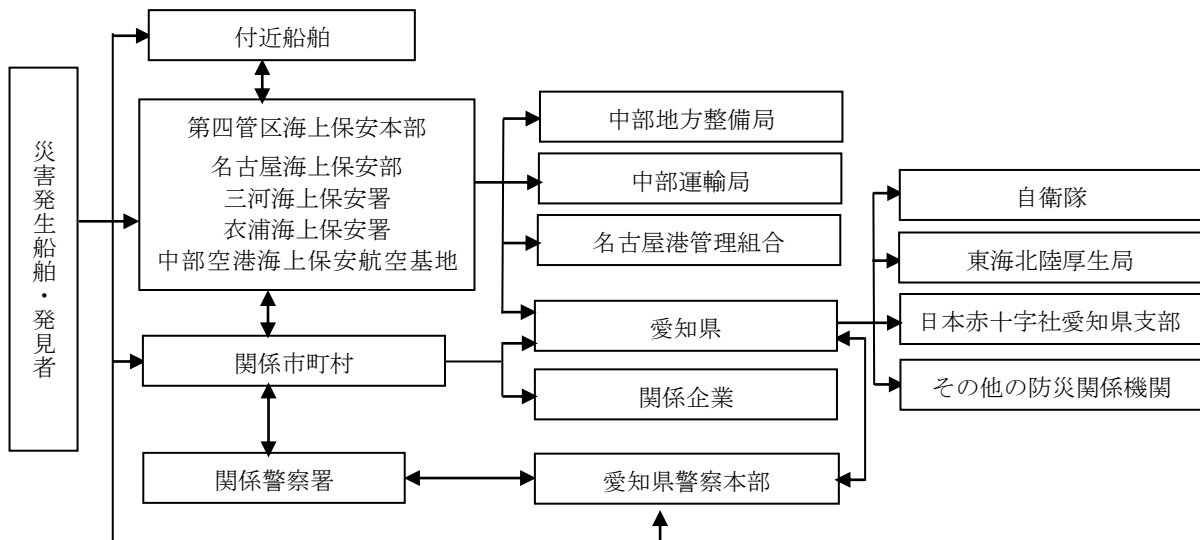 災害発生船舶・発見者
付近船舶
第四管区海上保安本部
名古屋海上保安部
三河海上保安署
衣浦海上保安署
中部空港海上保安航空基地
関係市町村
関係警察署
中部地方整備局
中部運輸局
名古屋港管理組合
愛知県
関係企業
愛知県警察本部
自衛隊
東海北陸厚生局
日本赤十字社愛知県支部
その他の防災関係機関